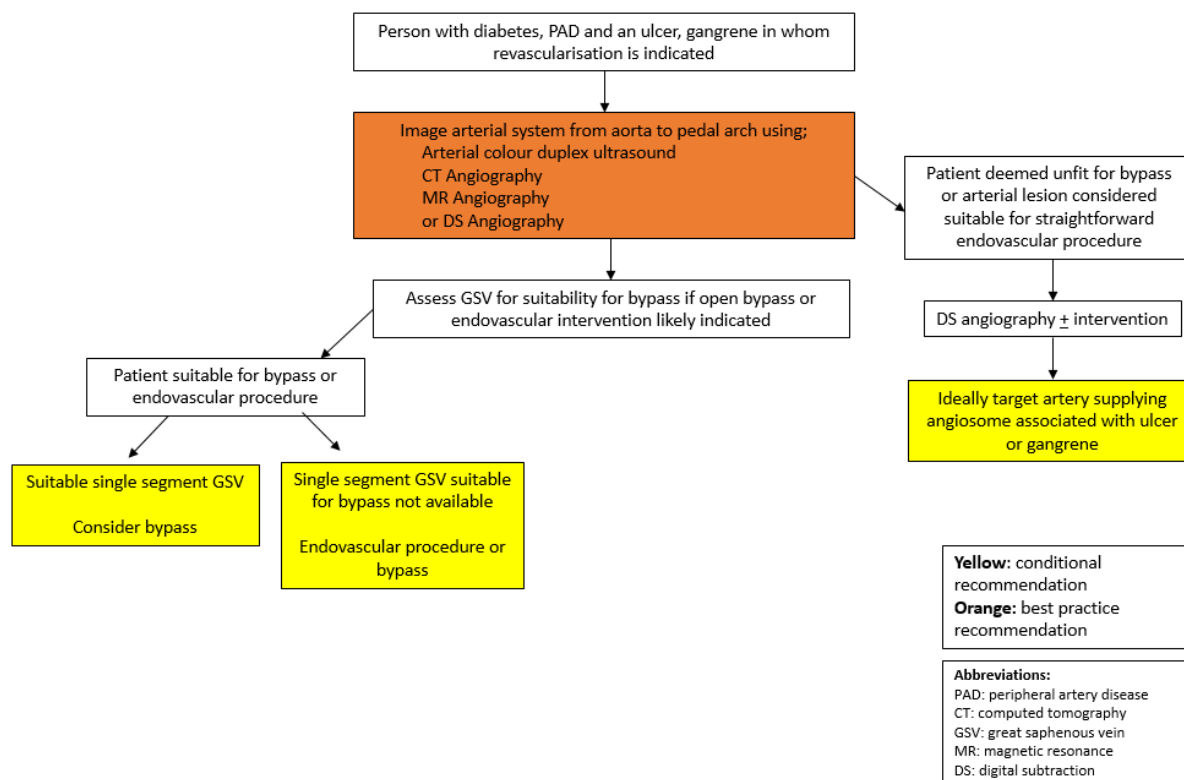 Person with diabetes, PAD and an ulcer, gangrene in whom
revascularisation is indicated
Image arterial system from aorta to pedal arch using;
Arterial colour duplex ultrasound
CT Angiography
MR Angiography
or DS Angiography
Patient deemed unfit for bypass
or arterial lesion considered
suitable for straightforward
endovascular procedure
Assess GSV for suitability for bypass if open bypass or
endovascular intervention likely indicated
DS angiography ± intervention
Patient suitable for bypass or
endovascular procedure
Ideally target artery supplying
angiosome associated with ulcer
or gangrene
Suitable single segment GSV
Consider bypass
Single segment GSV suitable
for bypass not available
Endovascular procedure or
bypass
Yellow: conditional
recommendation
Orange: best practice
recommendation
Abbreviations:
PAD: peripheral artery disease
CT: computed tomography
GSV: great saphenous vein
MR: magnetic resonance
DS: digital subtraction